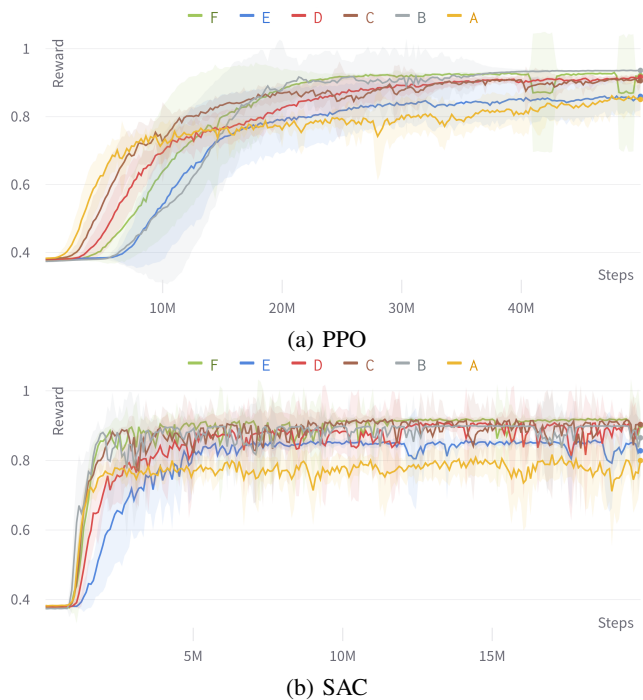 F E D C B A
1
Reward
0.8
0.6
0.4
Steps
10M 20M 30M 40M
(a) PPO
F E D C B A
1
Reward
0.8
0.6
0.4
Steps
5M 10M 15M
(b) SAC